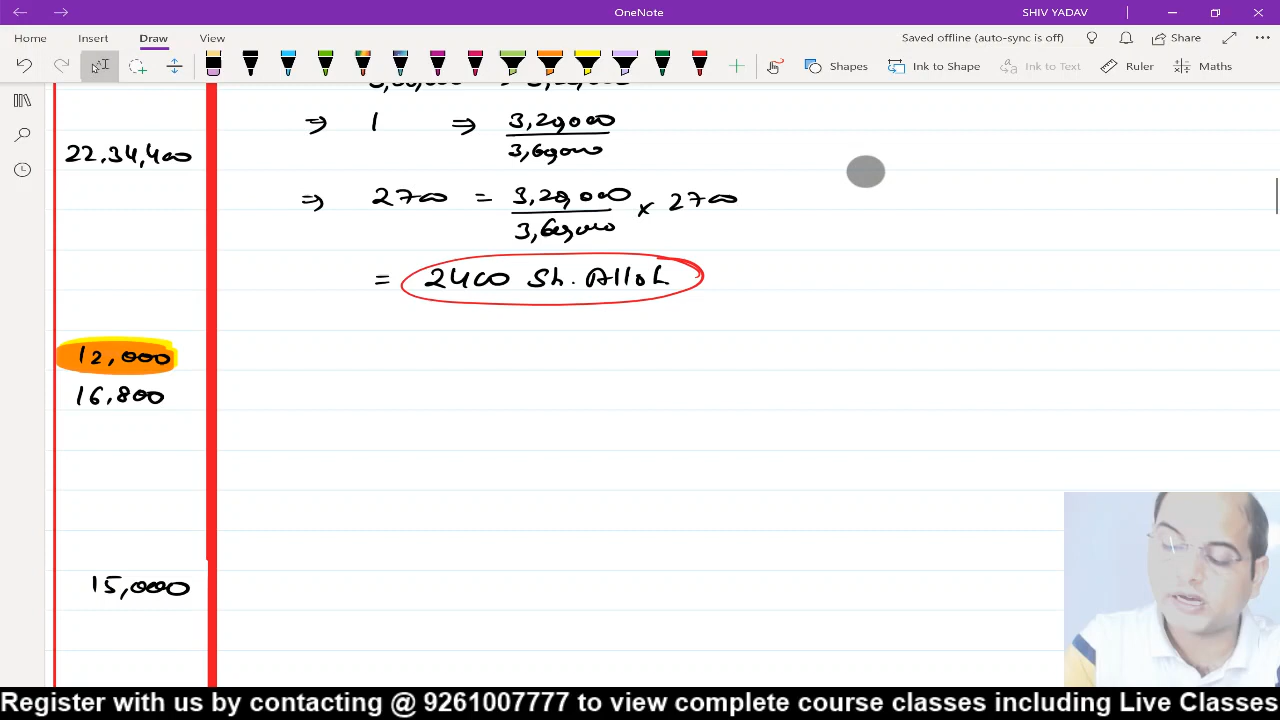 OneNote
SHIV YADAV
Home Insert Draw View
Saved offline (auto-sync is off) Share
Shapes Ink to Shape Ink to Text Ruler Maths
⇒ 1 ⇒ 3,20,000
3,60,000
22,34,400
⇒ 2700 = 3,20,000 × 2700
3,60,000
= 2400 Sh. Allot
12,000
16,800
15,000
Register with us by contacting @ 9261007777 to view complete course classes including Live Classes